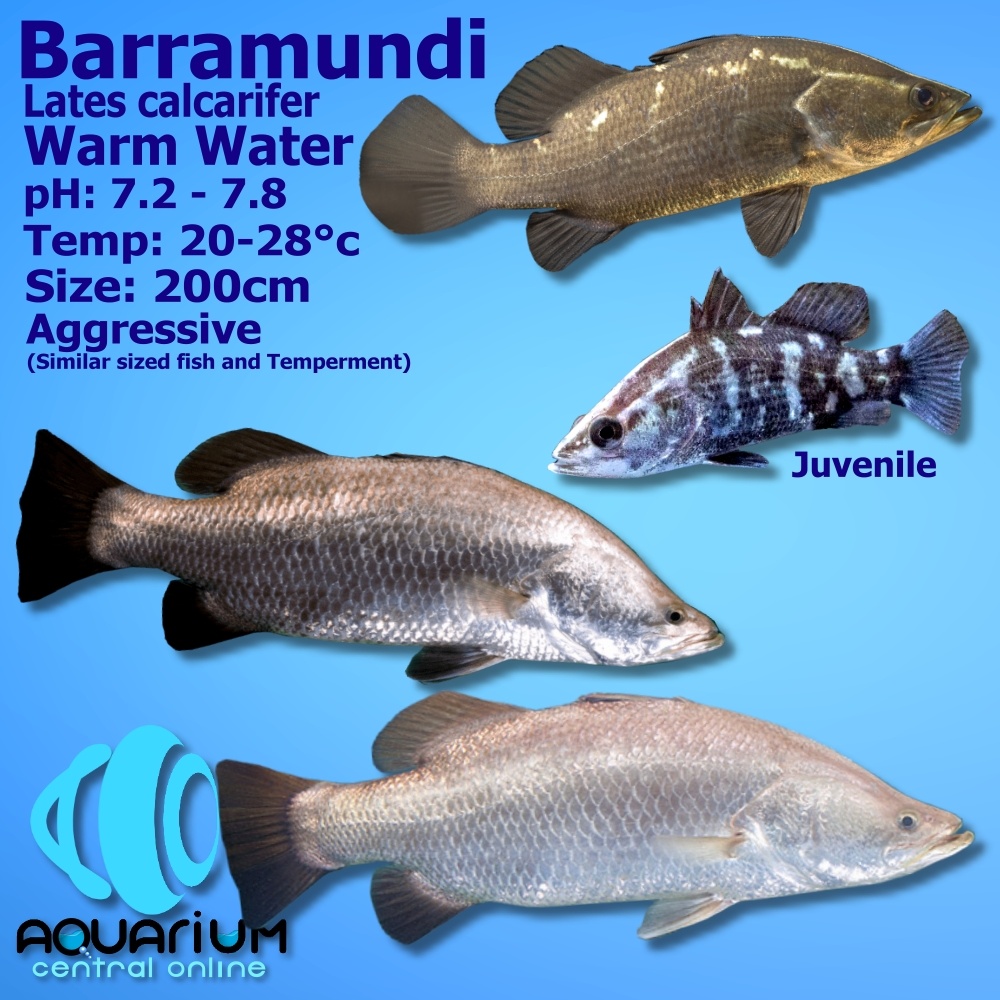 Barramundi
Lates calcarifer
Warm Water
pH: 7.2 - 7.8
Temp: 20-28°c
Size: 200cm
Aggressive
(Similar sized fish and Temperment)
Juvenile
AQUARIUM
central online